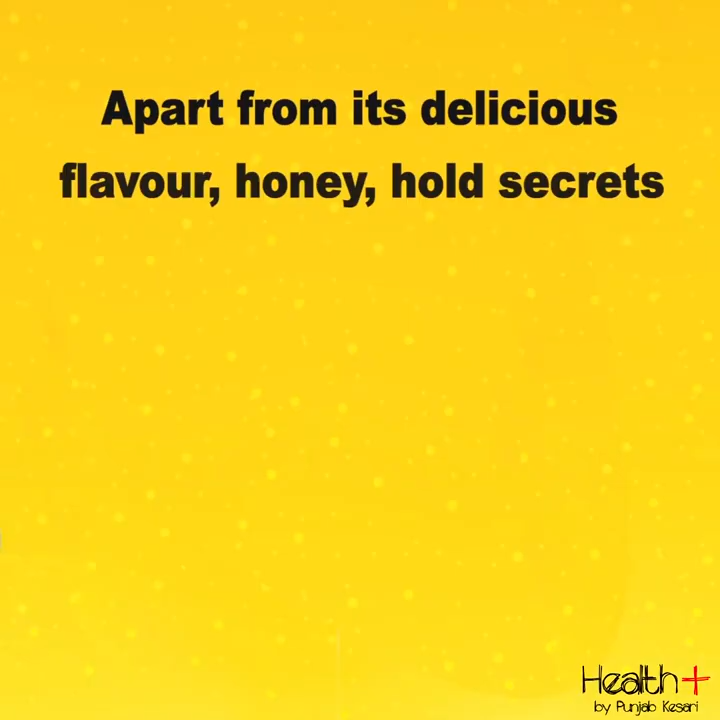 Apart from its delicious
flavour, honey, hold secrets
Health+
by Punjab Kesari